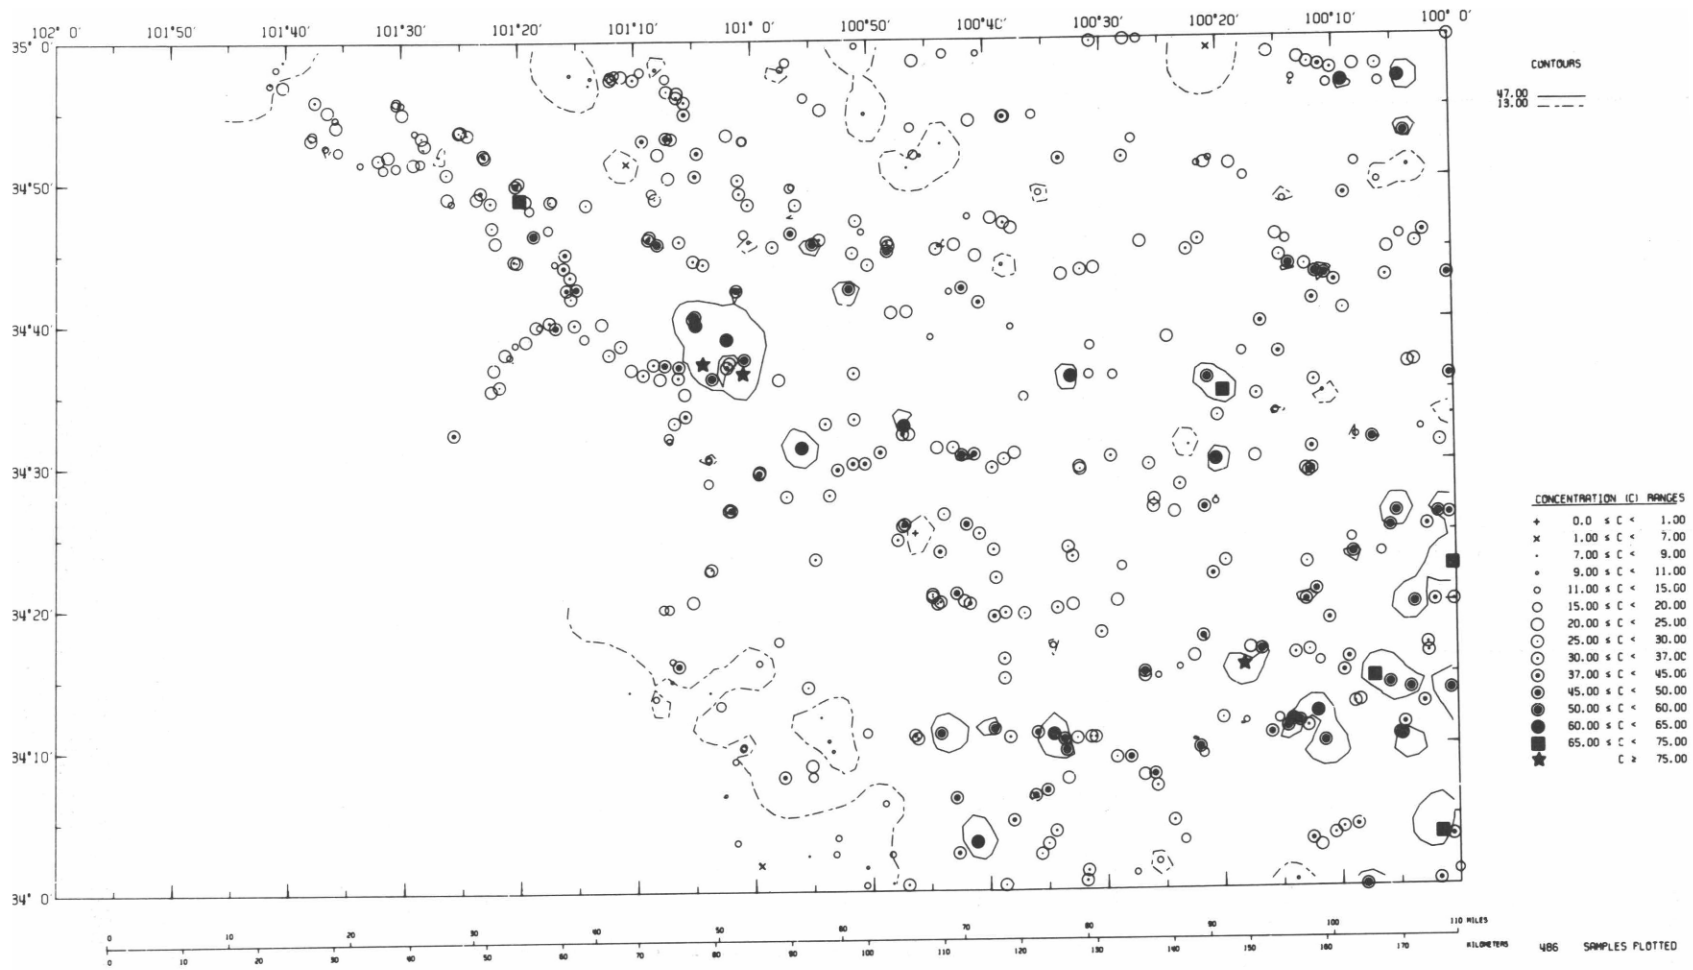 102° 0' 101°50' 101°40' 101°30' 101°20' 101°10' 101° 0' 100°50' 100°40' 100°30' 100°20' 100°10' 100° 0'
35° 0'
34°50'
34°40'
34°30'
34°20'
34°10'
34° 0'
CONTOURS
47.00
13.00
CONCENTRATION (C) RANGES
0.0 ≤ C < 1.00
1.00 ≤ C < 7.00
7.00 ≤ C < 9.00
9.00 ≤ C < 11.00
11.00 ≤ C < 15.00
15.00 ≤ C < 20.00
20.00 ≤ C < 25.00
25.00 ≤ C < 30.00
30.00 ≤ C < 37.00
37.00 ≤ C < 45.00
45.00 ≤ C < 50.00
50.00 ≤ C < 60.00
60.00 ≤ C < 65.00
65.00 ≤ C < 75.00
C ≥ 75.00
0 10 20 30 40 50 60 70 80 90 100 110 MILES
0 10 20 30 40 50 60 70 80 90 100 110 120 130 140 150 160 170 KILOMETERS
486 SAMPLES PLOTTED